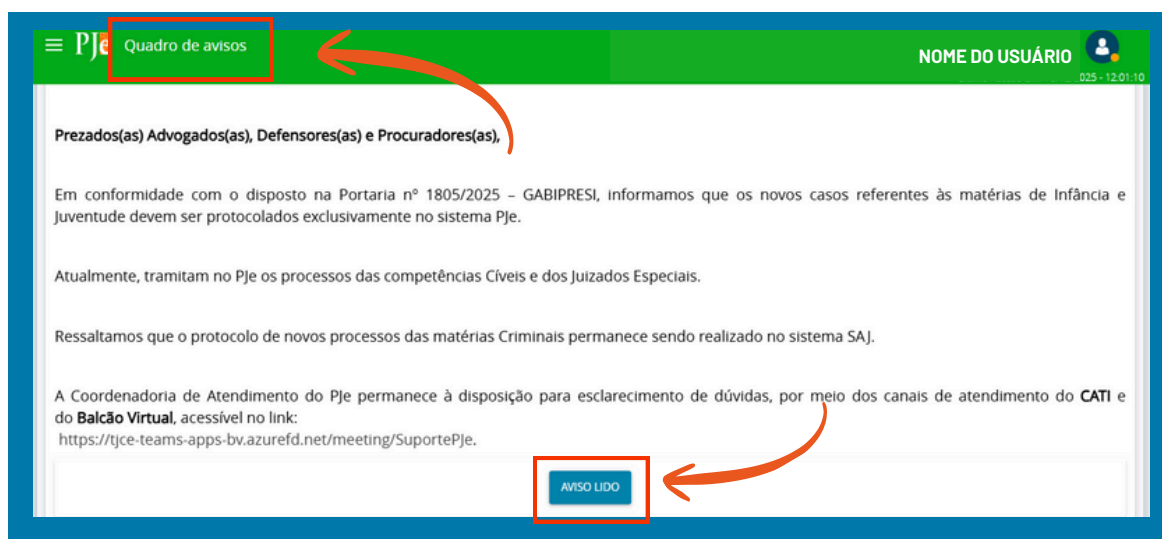 PJe Quadro de avisos
NOME DO USUÁRIO
025 - 12:01:10
Prezados(as) Advogados(as), Defensores(as) e Procuradores(as),
Em conformidade com o disposto na Portaria nº 1805/2025 – GABIPRESI, informamos que os novos casos referentes às matérias de Infância e
Juventude devem ser protocolados exclusivamente no sistema PJe.
Atualmente, tramitam no PJe os processos das competências Cíveis e dos Juizados Especiais.
Ressaltamos que o protocolo de novos processos das matérias Criminais permanece sendo realizado no sistema SAJ.
A Coordenadoria de Atendimento do PJe permanece à disposição para esclarecimento de dúvidas, por meio dos canais de atendimento do CATI e
do Balcão Virtual, acessível no link:
https://tjce-teams-apps-bv.azurefd.net/meeting/SuportePJe.
AVISO LIDO